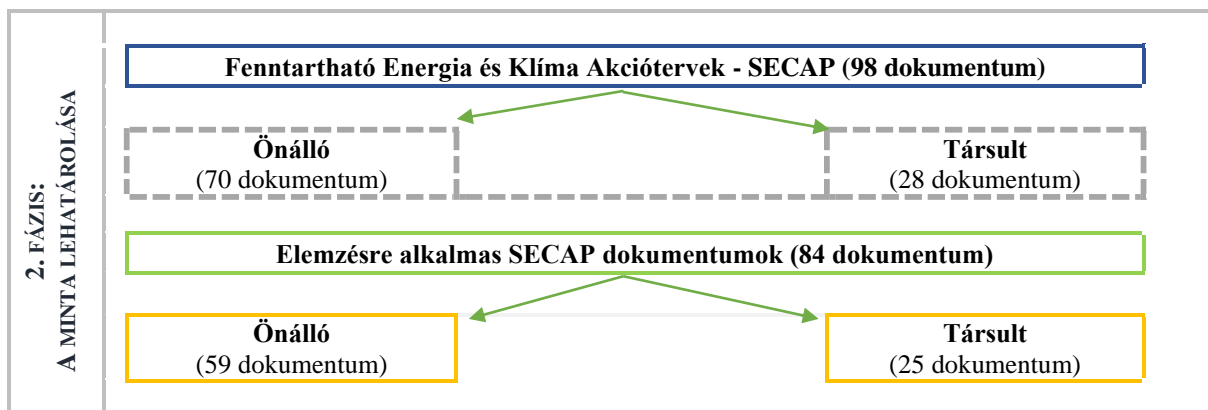 2. FÁZIS:
A MINTA LEHATÁROLÁSA
Fenntartható Energia és Klíma Akciótervek - SECAP (98 dokumentum)
Önálló
(70 dokumentum)
Társult
(28 dokumentum)
Elemzésre alkalmas SECAP dokumentumok (84 dokumentum)
Önálló
(59 dokumentum)
Társult
(25 dokumentum)